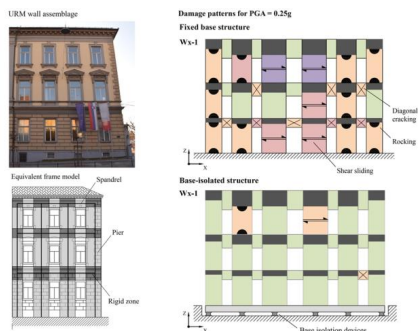 URM wall assemblage
Damage patterns for PGA = 0.25g
Fixed base structure
Wx-1
Diagonal
cracking
Rocking
Shear sliding
z
x
Equivalent frame model
Spandrel
Pier
Rigid zone
Base-isolated structure
Wx-1
z
x
Base isolation devices